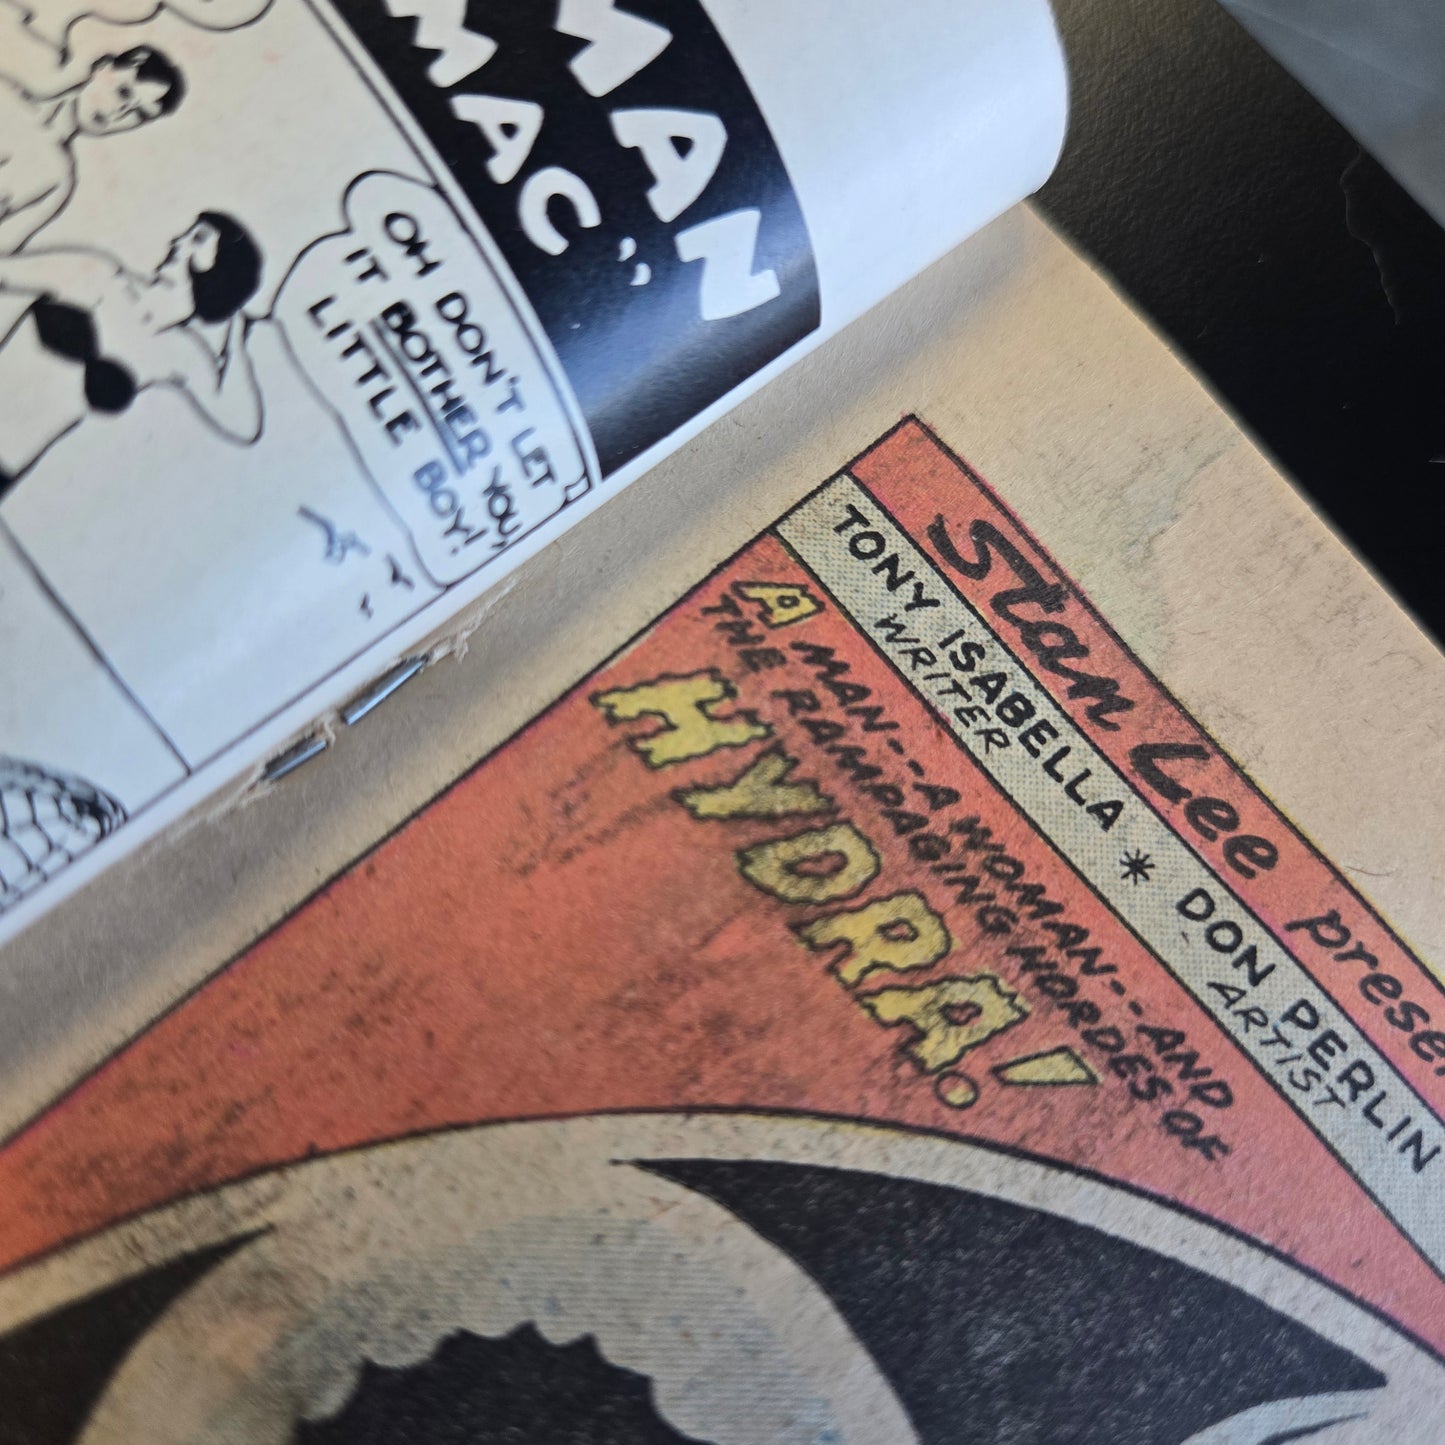 MAN
MAC"
OH DON'T LET
IT BOTHER YOU,
LITTLE BOY!
Stan Lee presen
TONY ISABELLA * DON PERLIN
WRITER ARTIST
A MAN--A WOMAN--AND
THE RAMPAGING HORDES OF
HYDRA!